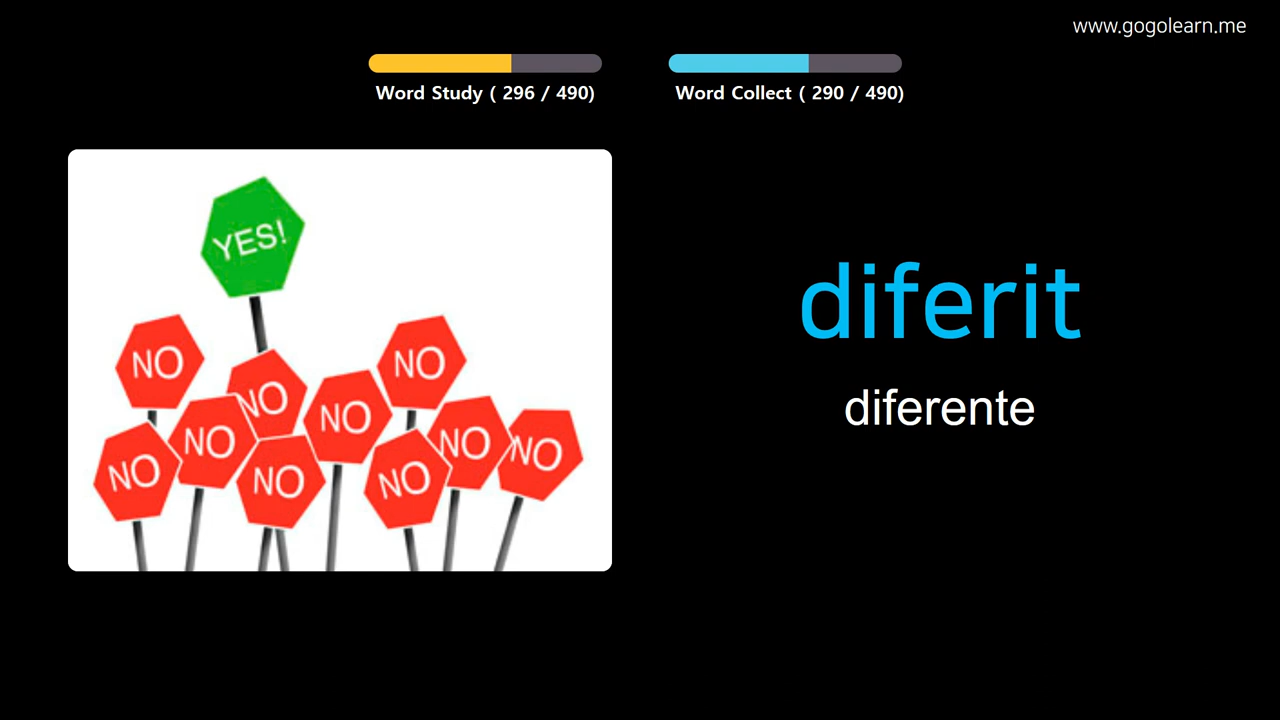 www.gogolearn.me
Word Study ( 296 / 490)
Word Collect ( 290 / 490)
YES!
NO
NO
NO
NO
NO
NO
NO
NO
NO
NO
diferit
diferente